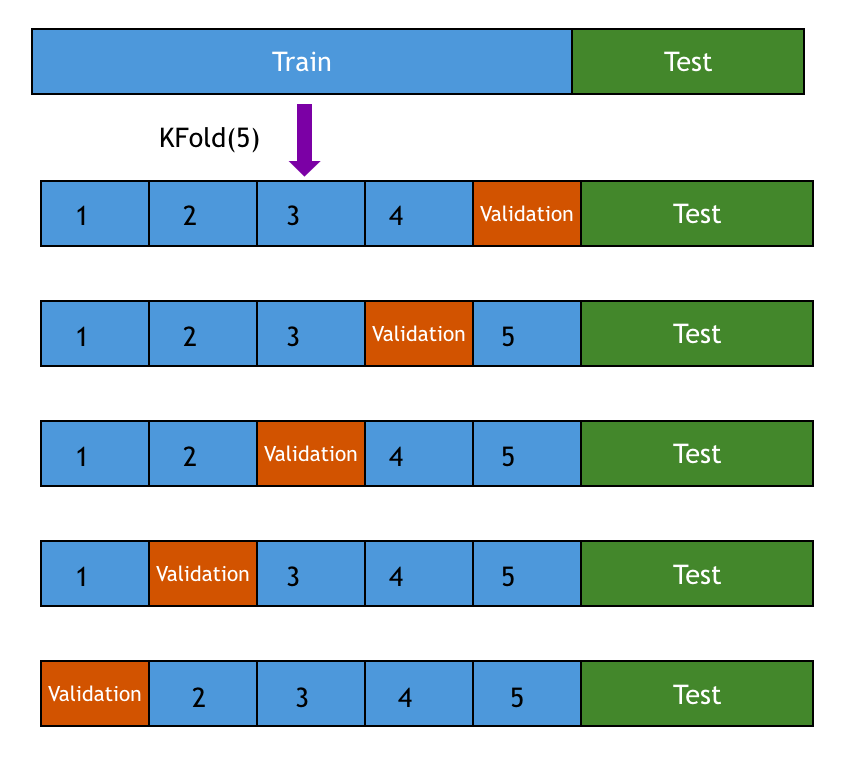 Train Test
KFold(5)
1 2 3 4 Validation Test
1 2 3 Validation 5 Test
1 2 Validation 4 5 Test
1 Validation 3 4 5 Test
Validation 2 3 4 5 Test